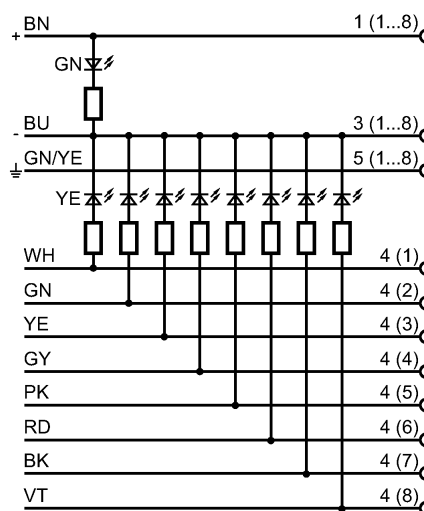 BN 1 (1...8)
+
GN
BU 3 (1...8)
-
GN/YE 5 (1...8)
YE
WH 4 (1)
GN 4 (2)
YE 4 (3)
GY 4 (4)
PK 4 (5)
RD 4 (6)
BK 4 (7)
VT 4 (8)